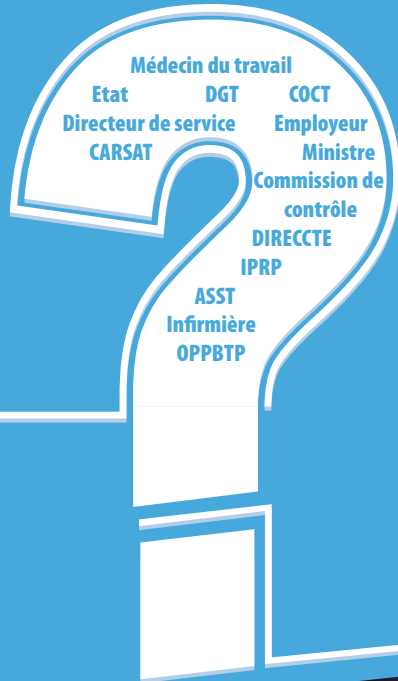 Médecin du travail
Etat DGT COCT
Directeur de service Employeur
CARSAT Ministre
Commission de
contrôle
DIRECCTE
IPRP
ASST
Infirmière
OPPBTP